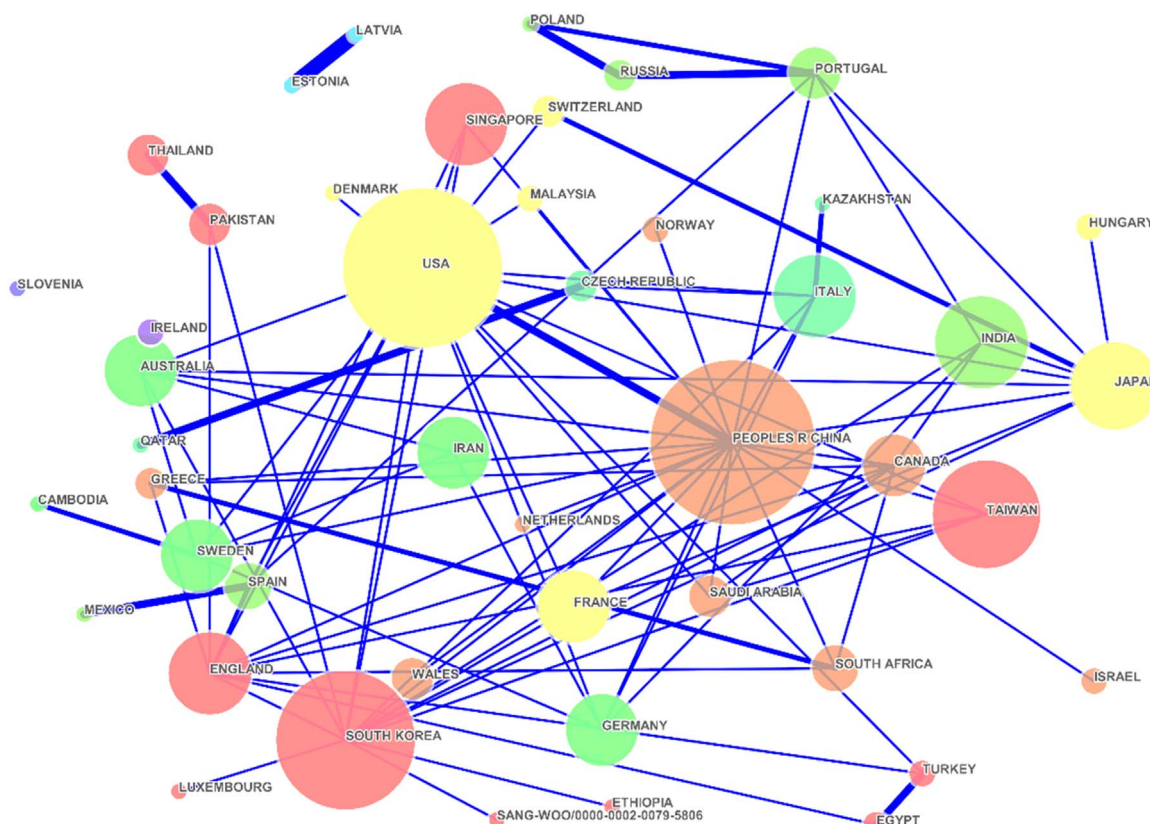 LATVIA
POLAND
ESTONIA
RUSSIA
PORTUGAL
SINGAPORE
SWITZERLAND
THAILAND
DENMARK
MALAYSIA
KAZAKHSTAN
PAKISTAN
NORWAY
HUNGARY
USA
SLOVENIA
CZECH REPUBLIC
ITALY
IRELAND
INDIA
AUSTRALIA
JAPAN
QATAR
IRAN
PEOPLES R CHINA
GREECE
CANADA
CAMBODIA
NETHERLANDS
TAIWAN
SWEDEN
SPAIN
MEXICO
FRANCE
SAUDI ARABIA
ENGLAND
WALES
SOUTH AFRICA
ISRAEL
GERMANY
SOUTH KOREA
TURKEY
LUXEMBOURG
ETHIOPIA
SANG-WOO/0000-0002-0079-5806
EGYPT